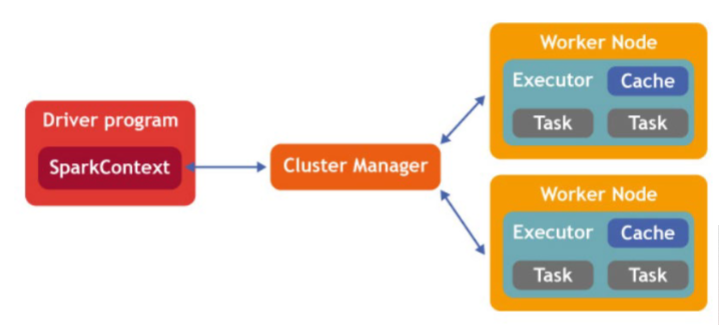 Driver program
SparkContext
Cluster Manager
Worker Node
Executor Cache
Task Task
Worker Node
Executor Cache
Task Task